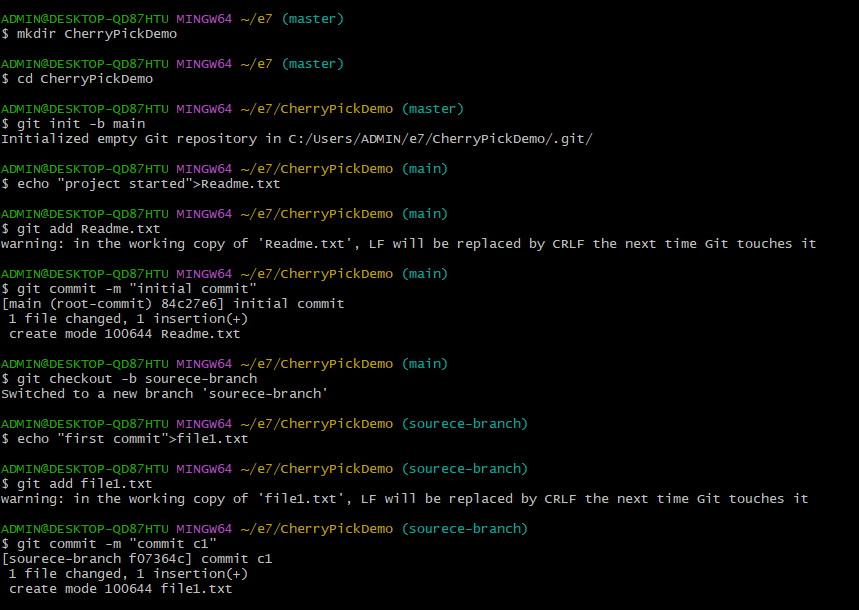 ADMIN@DESKTOP-QD87HTU MINGW64 ~/e7 (master)
$ mkdir CherryPickDemo
ADMIN@DESKTOP-QD87HTU MINGW64 ~/e7 (master)
$ cd CherryPickDemo
ADMIN@DESKTOP-QD87HTU MINGW64 ~/e7/CherryPickDemo (master)
$ git init -b main
Initialized empty Git repository in C:/Users/ADMIN/e7/CherryPickDemo/.git/
ADMIN@DESKTOP-QD87HTU MINGW64 ~/e7/CherryPickDemo (main)
$ echo "project started">Readme.txt
ADMIN@DESKTOP-QD87HTU MINGW64 ~/e7/CherryPickDemo (main)
$ git add Readme.txt
warning: in the working copy of 'Readme.txt', LF will be replaced by CRLF the next time Git touches it
ADMIN@DESKTOP-QD87HTU MINGW64 ~/e7/CherryPickDemo (main)
$ git commit -m "initial commit"
[main (root-commit) 84c27e6] initial commit
 1 file changed, 1 insertion(+)
 create mode 100644 Readme.txt
ADMIN@DESKTOP-QD87HTU MINGW64 ~/e7/CherryPickDemo (main)
$ git checkout -b sourece-branch
Switched to a new branch 'sourece-branch'
ADMIN@DESKTOP-QD87HTU MINGW64 ~/e7/CherryPickDemo (sourece-branch)
$ echo "first commit">file1.txt
ADMIN@DESKTOP-QD87HTU MINGW64 ~/e7/CherryPickDemo (sourece-branch)
$ git add file1.txt
warning: in the working copy of 'file1.txt', LF will be replaced by CRLF the next time Git touches it
ADMIN@DESKTOP-QD87HTU MINGW64 ~/e7/CherryPickDemo (sourece-branch)
$ git commit -m "commit c1"
[sourece-branch f07364c] commit c1
 1 file changed, 1 insertion(+)
 create mode 100644 file1.txt